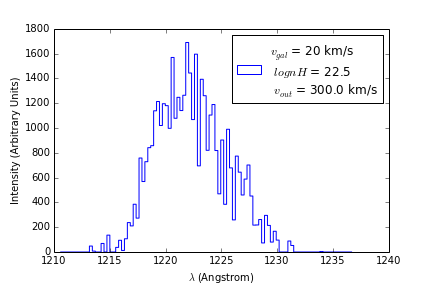 1800
1600
1400
1200
1000
800
600
400
200
0
Intensity (Arbitrary Units)
v_gal = 20 km/s
lognH = 22.5
v_out = 300.0 km/s
1210 1215 1220 1225 1230 1235 1240
λ (Angstrom)